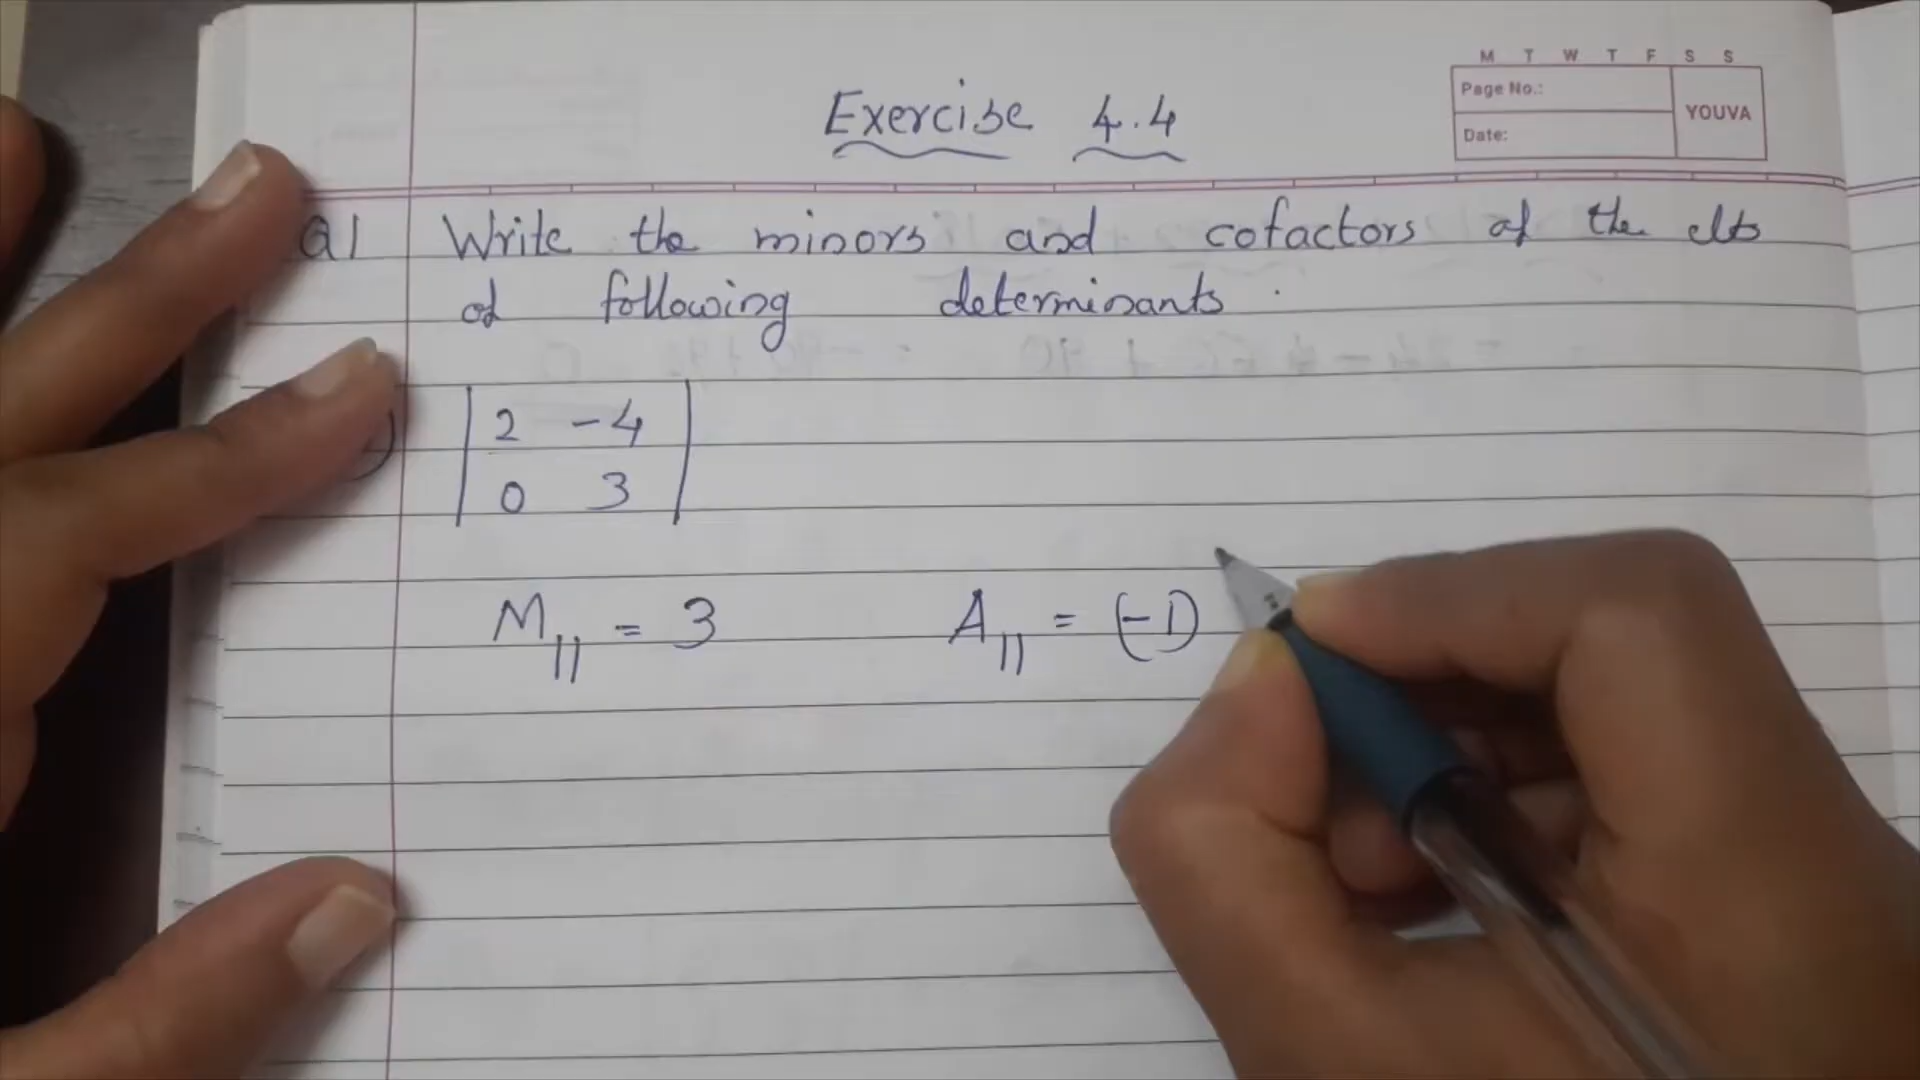 M T W T F S S
Page No.:
YOUVA
Date:
Exercise 4.4
Q1 Write the minors and cofactors of the elts
of following determinants.
) | 2 -4 |
| 0 3 |
M11 = 3 A11 = (-1)